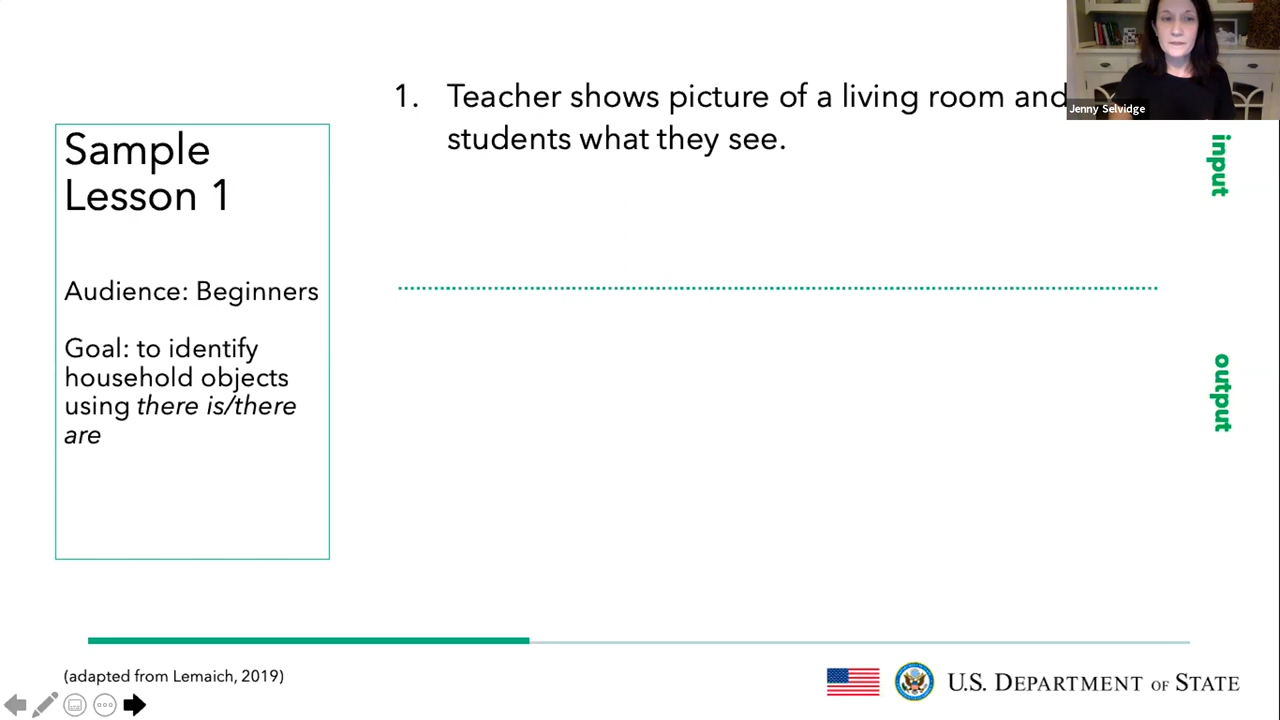 Sample
Lesson 1
Audience: Beginners
Goal: to identify
household objects
using there is/there
are
1. Teacher shows picture of a living room and
students what they see.
Jenny Selvidge
input
output
(adapted from Lemaich, 2019)
U.S. DEPARTMENT OF STATE